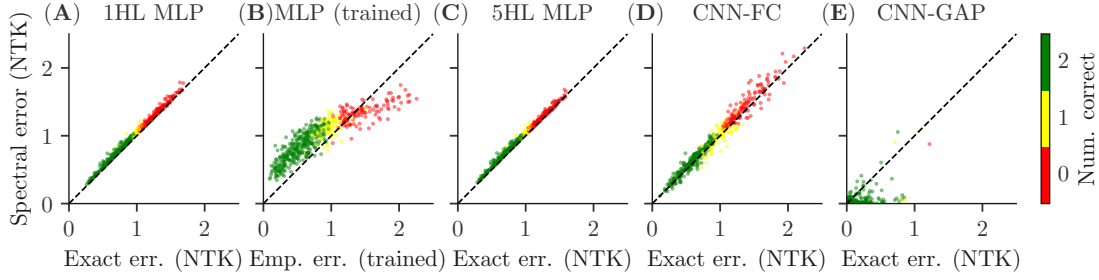 (A) 1HL MLP
(B) MLP (trained)
(C) 5HL MLP
(D) CNN-FC
(E) CNN-GAP
Spectral error (NTK)
2
1
0
0 1 2
0 1 2
0 1 2
0 1 2
0 1 2
Exact err. (NTK)
Emp. err. (trained)
Exact err. (NTK)
Exact err. (NTK)
Exact err. (NTK)
2
1
0
Num. correct